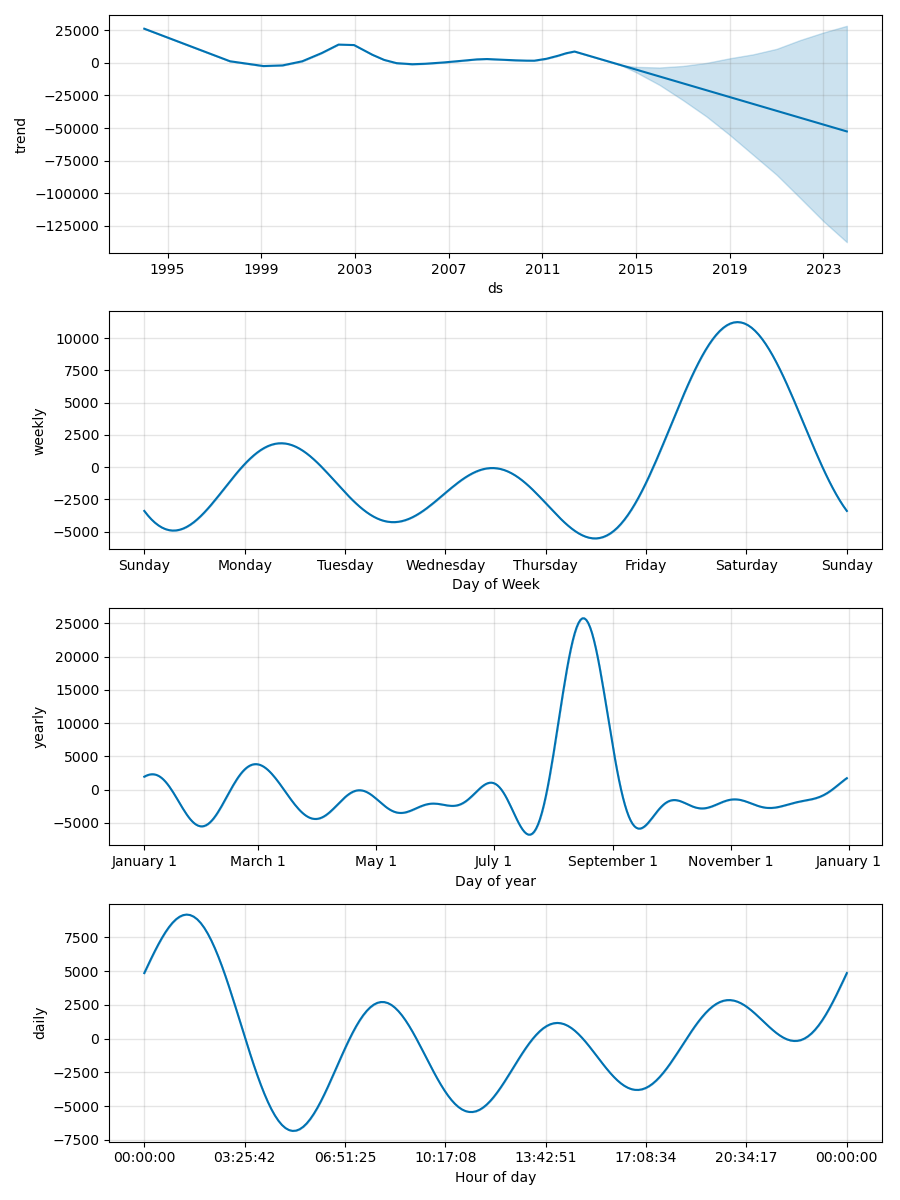 25000
0
−25000
−50000
−75000
−100000
−125000
trend
1995 1999 2003 2007 2011 2015 2019 2023
ds
10000
7500
5000
2500
0
−2500
−5000
weekly
Sunday Monday Tuesday Wednesday Thursday Friday Saturday Sunday
Day of Week
25000
20000
15000
10000
5000
0
−5000
yearly
January 1 March 1 May 1 July 1 September 1 November 1 January 1
Day of year
7500
5000
2500
0
−2500
−5000
−7500
daily
00:00:00 03:25:42 06:51:25 10:17:08 13:42:51 17:08:34 20:34:17 00:00:00
Hour of day